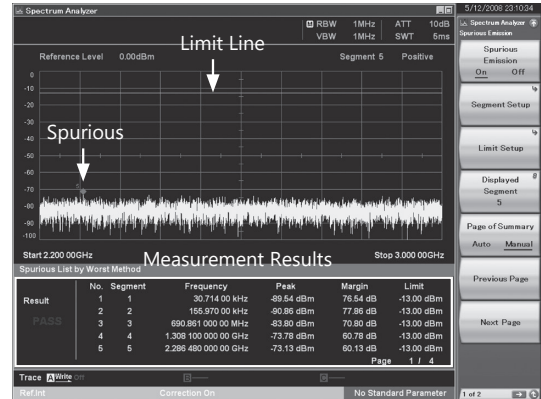 Spectrum Analyzer
5/12/2008 23:10:34
M RBW 1MHz ATT 10dB
VBW 1MHz SWT 5ms
Limit Line
Reference Level 0.00dBm Segment 5 Positive
0
-10
-20
-30
-40
-50
-60
-70
-80
-90
-100
Spurious
5
Start 2.200 00GHz Stop 3.000 00GHz
Measurement Results
Spurious List by Worst Method
No. Segment Frequency Peak Margin Limit
Result 1 1 30.714 00 kHz -89.54 dBm 76.54 dB -13.00 dBm
PASS 2 2 155.970 00 kHz -90.86 dBm 77.86 dB -13.00 dBm
3 3 690.861 000 00 MHz -83.80 dBm 70.80 dB -13.00 dBm
4 4 1.308 100 000 00 GHz -73.78 dBm 60.78 dB -13.00 dBm
5 5 2.286 480 000 00 GHz -73.13 dBm 60.13 dB -13.00 dBm
Page 1 / 4
Trace A Write Off B---- M----
Ref.Int Correction On No Standard Parameter
Spectrum Analyzer
Spurious Emission
Spurious
Emission
On Off
Segment Setup
Limit Setup
Displayed
Segment
5
Page of Summary
Auto Manual
Previous Page
Next Page
1 of 2